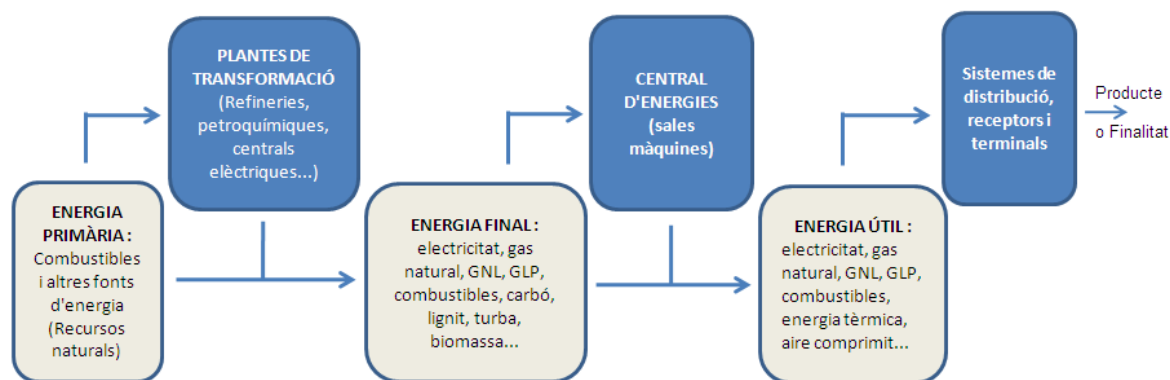 PLANTES DE
TRANSFORMACIÓ
(Refineries,
petroquímiques,
centrals
elèctriques...)
CENTRAL
D'ENERGIES
(sales
màquines)
Sistemes de
distribució,
receptors i
terminals
Producte
o Finalitat
ENERGIA
PRIMÀRIA :
Combustibles
i altres fonts
d'energia
(Recursos
naturals)
ENERGIA FINAL :
electricitat, gas
natural, GNL, GLP,
combustibles, carbó,
lignit, turba,
biomassa...
ENERGIA ÚTIL :
electricitat, gas
natural, GNL, GLP,
combustibles,
energia tèrmica,
aire comprimit...